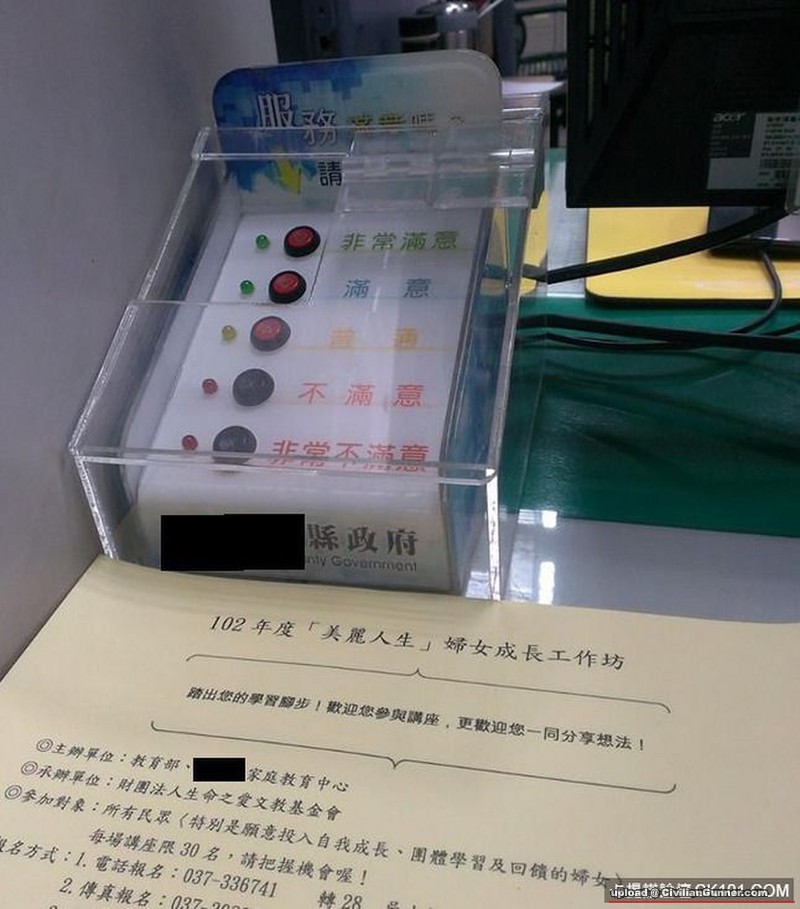 服務滿意嗎?
請
acer
非常滿意
滿意
普通
不滿意
非常不滿意
縣政府
nty Government
102年度「美麗人生」婦女成長工作坊
踏出您的學習腳步！歡迎您參與講座，更歡迎您一同分享想法！
◎主辦單位：教育部、家庭教育中心
◎承辦單位：財團法人生命之愛文教基金會
◎參加對象：所有民眾（特別是願意投入自我成長、團體學習及回饋的婦女）
每場講座限30名，請把握機會喔！
報名方式：1.電話報名：037-336741 轉28
2.傳真報名：037-
upload @ CivilianGunner.com
CK101.COM